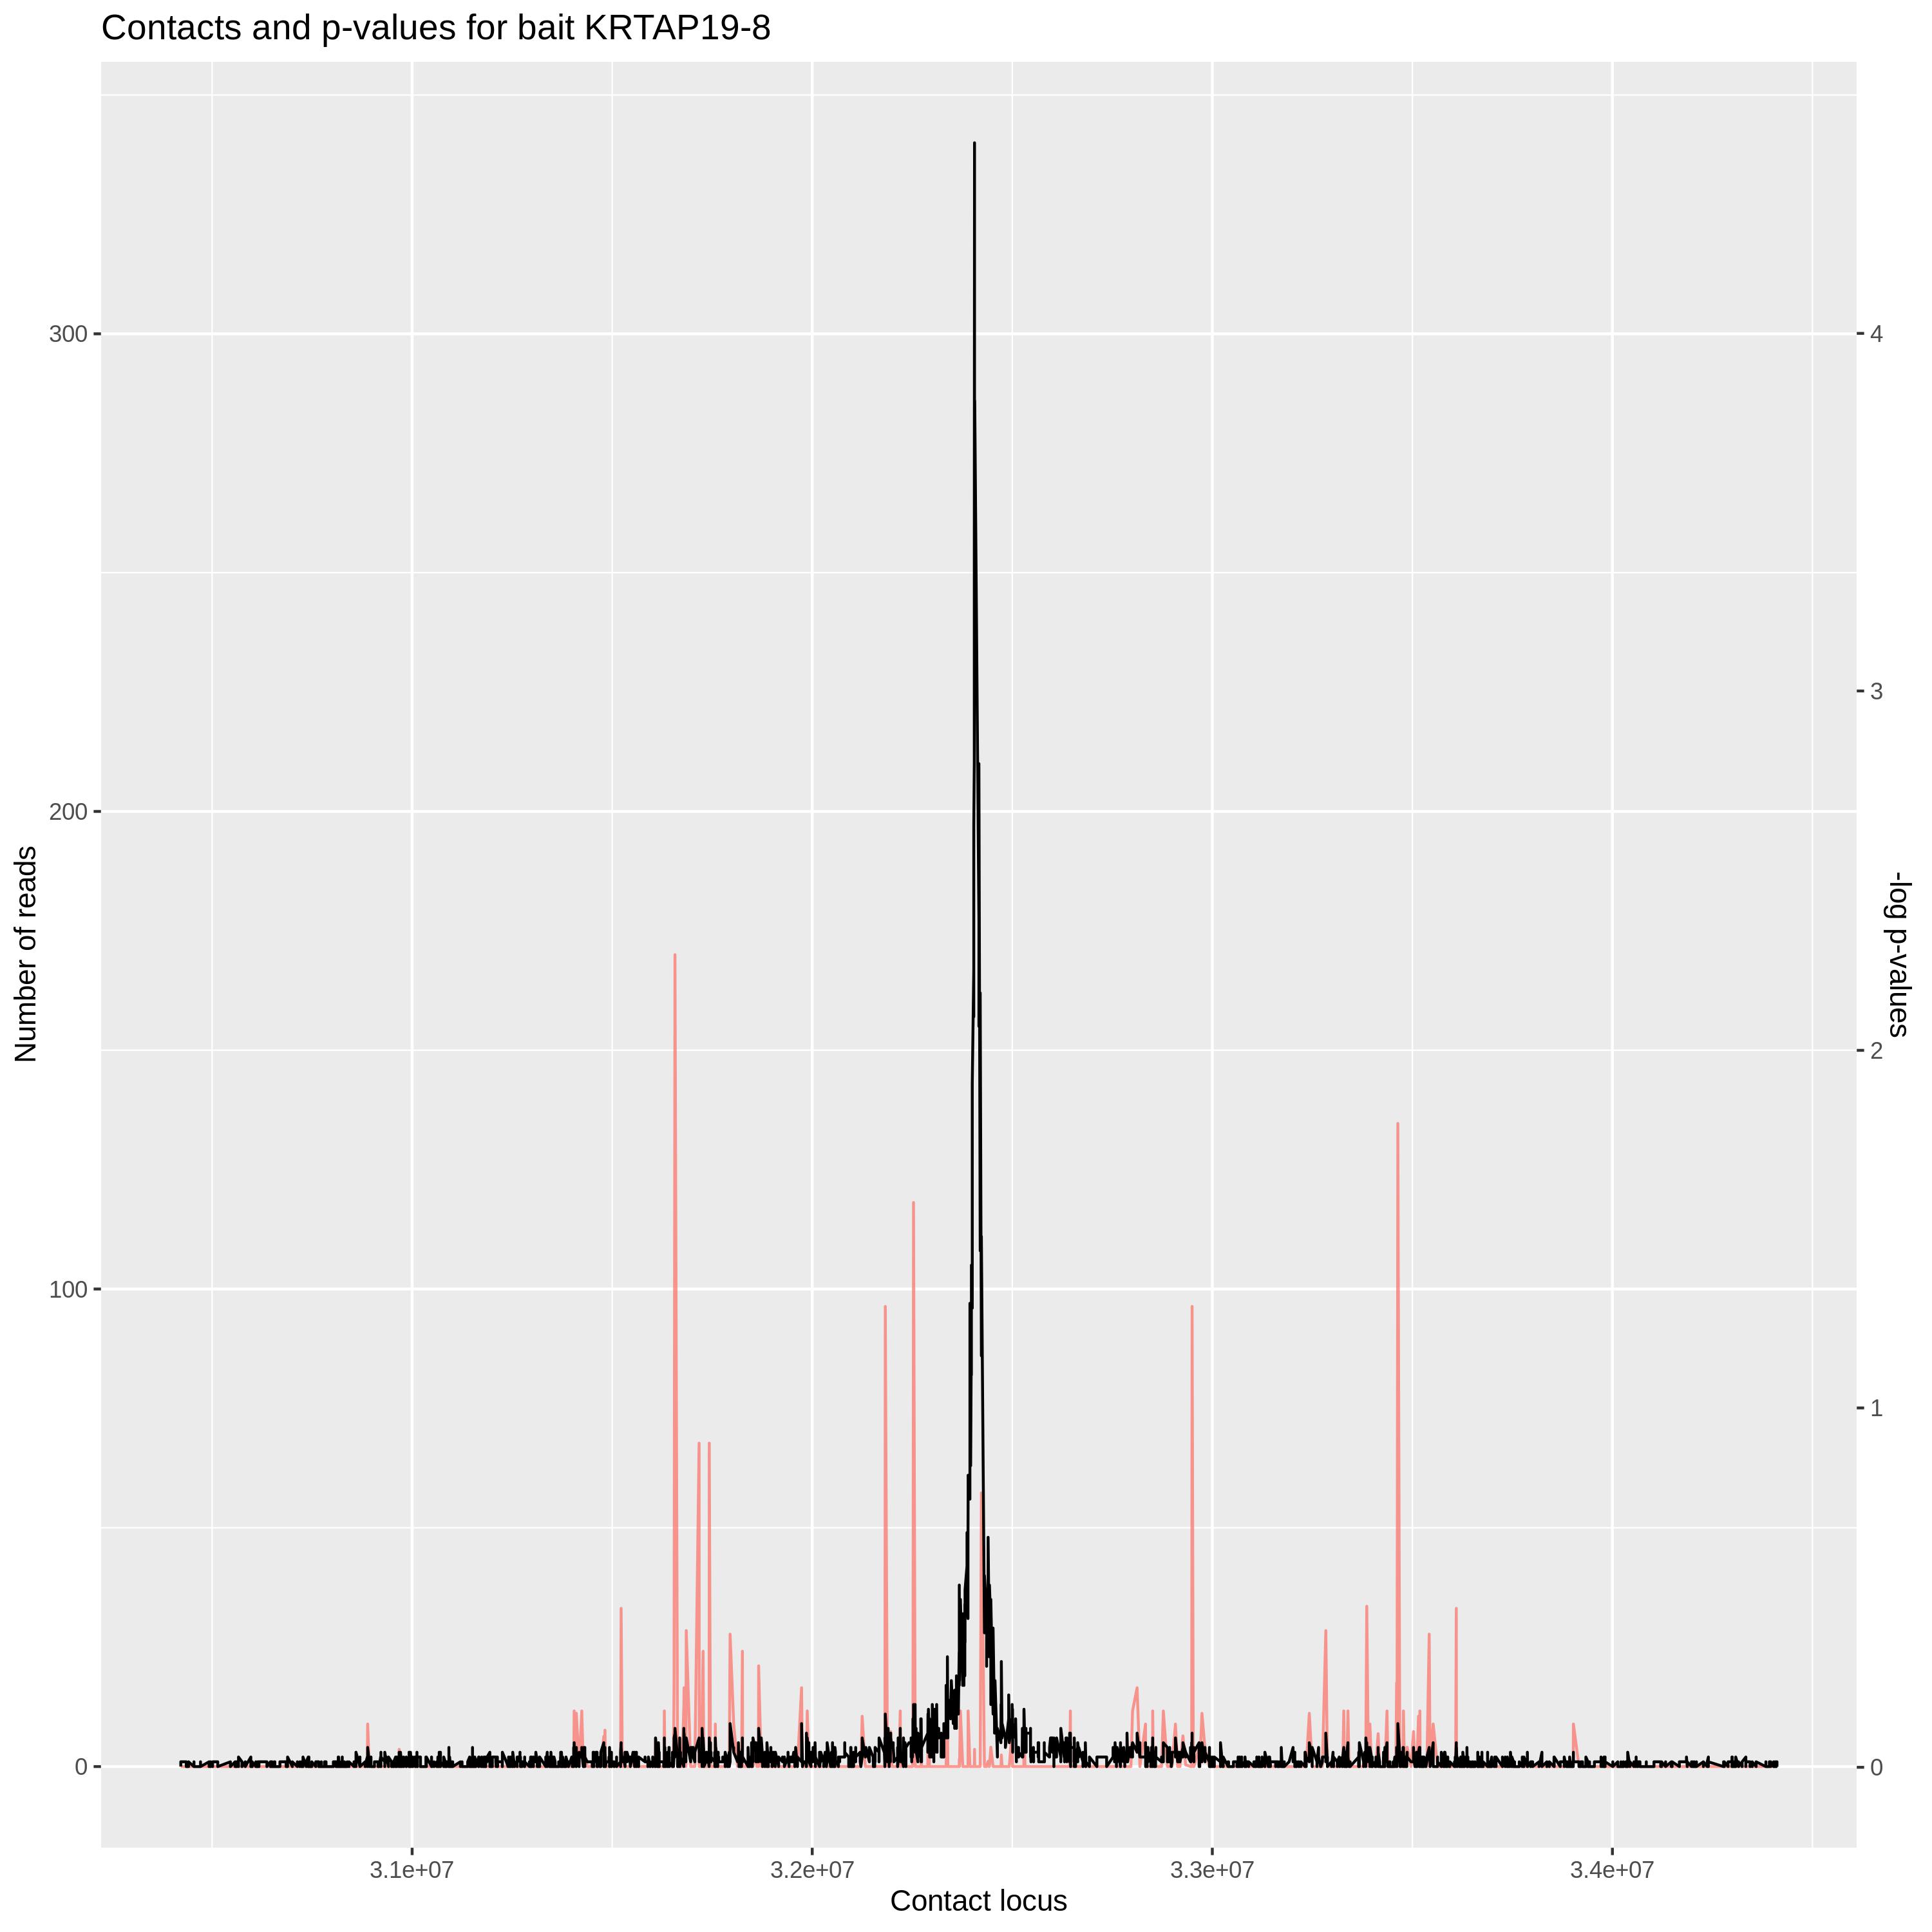 Contacts and p-values for bait KRTAP19-8
300
200
100
0
Number of reads
4
3
2
1
0
-log p-values
3.1e+07
3.2e+07
3.3e+07
3.4e+07
Contact locus